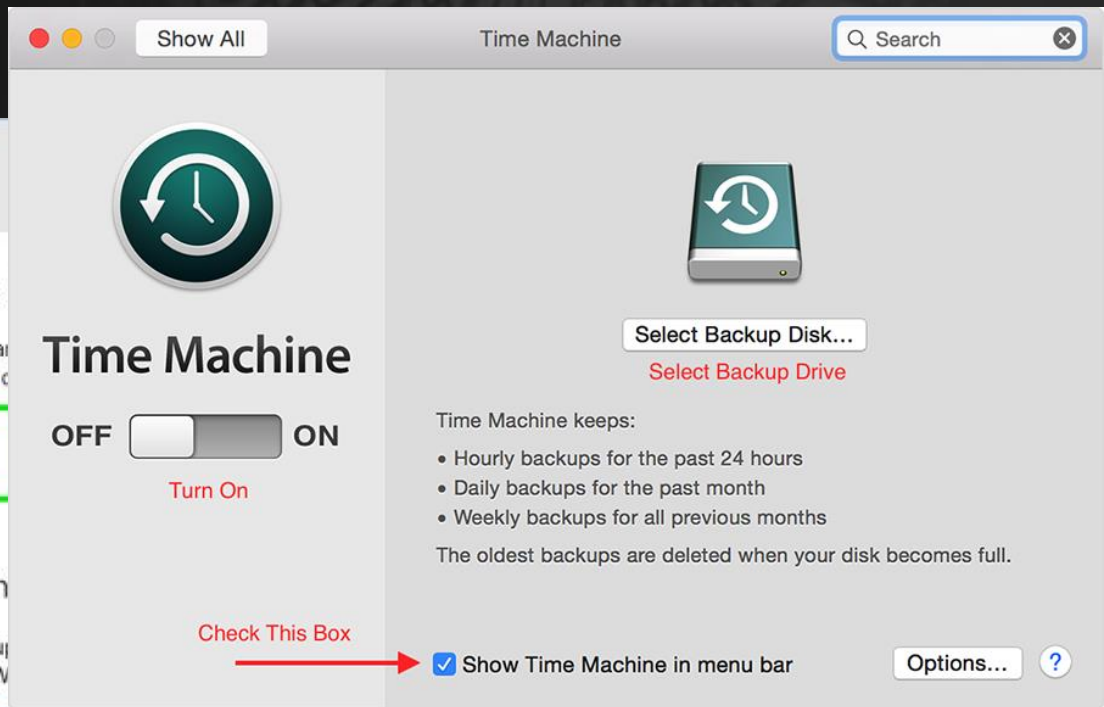 Show All
Time Machine
Search
Time Machine
OFF ON
Turn On
Select Backup Disk...
Select Backup Drive
Time Machine keeps:
• Hourly backups for the past 24 hours
• Daily backups for the past month
• Weekly backups for all previous months
The oldest backups are deleted when your disk becomes full.
Check This Box
Show Time Machine in menu bar
Options...
?